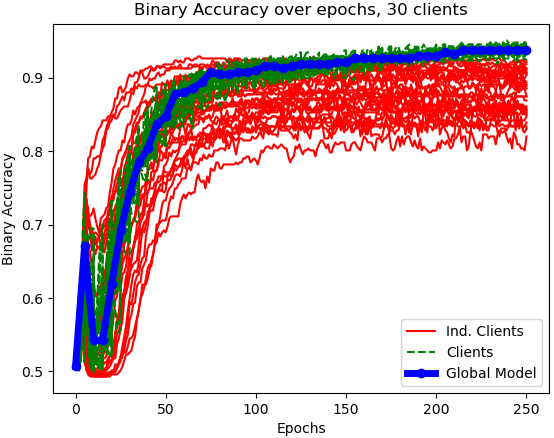 Binary Accuracy over epochs, 30 clients
Binary Accuracy
0.9
0.8
0.7
0.6
0.5
0
50
100
150
200
250
Epochs
Ind. Clients
Clients
Global Model